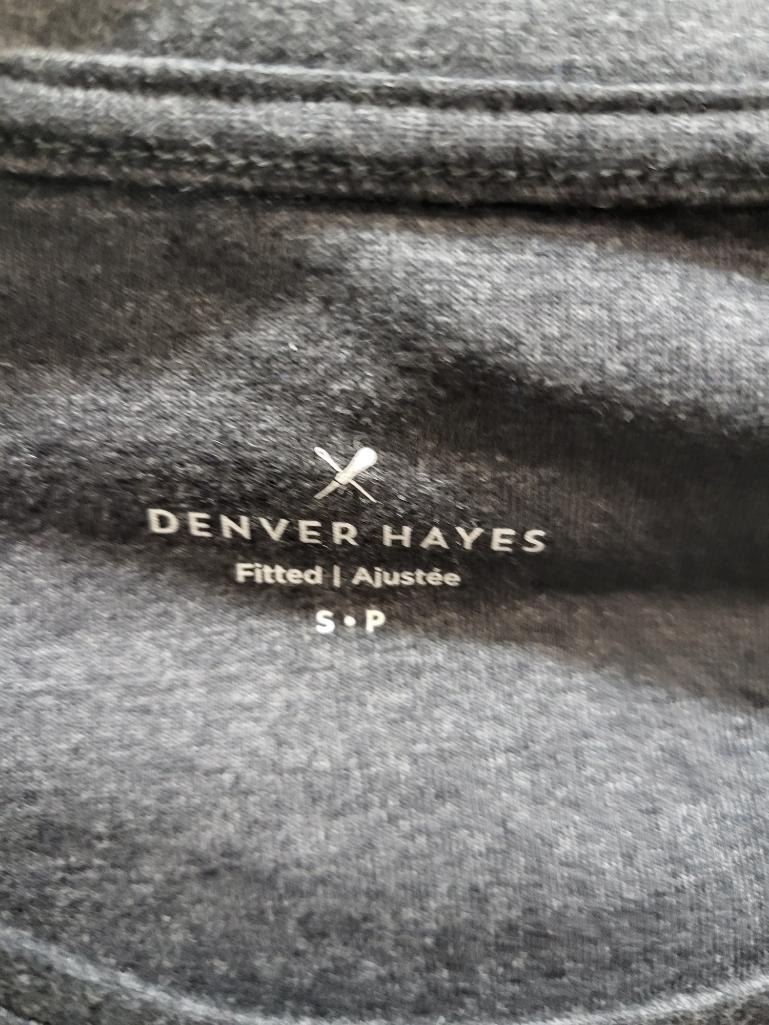 DENVER HAYES
Fitted | Ajustée
S • P